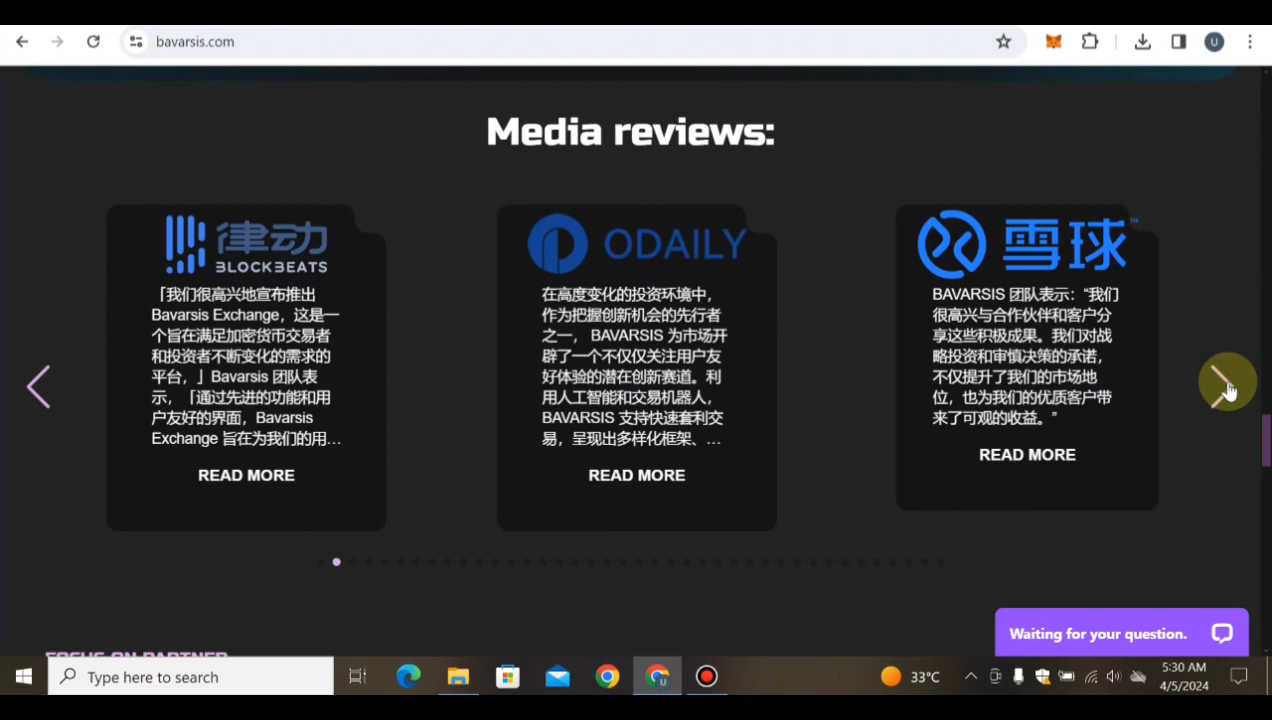 bavarsis.com
U
Media reviews:
律动
BLOCKBEATS
「我们很高兴地宣布推出
Bavarsis Exchange，这是一
个旨在满足加密货币交易者
和投资者不断变化的需求的
平台，」Bavarsis 团队表
示，「通过先进的功能和用
户友好的界面，Bavarsis
Exchange 旨在为我们的用...
READ MORE
ODAILY
在高度变化的投资环境中，
作为把握创新机会的先行者
之一， BAVARSIS 为市场开
辟了一个不仅仅关注用户友
好体验的潜在创新赛道。利
用人工智能和交易机器人，
BAVARSIS 支持快速套利交
易，呈现出多样化框架、...
READ MORE
雪球™
BAVARSIS 团队表示：“我们
很高兴与合作伙伴和客户分
享这些积极成果。我们对战
略投资和审慎决策的承诺，
不仅提升了我们的市场地
位，也为我们的优质客户带
来了可观的收益。”
READ MORE
Waiting for your question.
FOCUS ON PARTNER
Type here to search
33°C
5:30 AM
4/5/2024